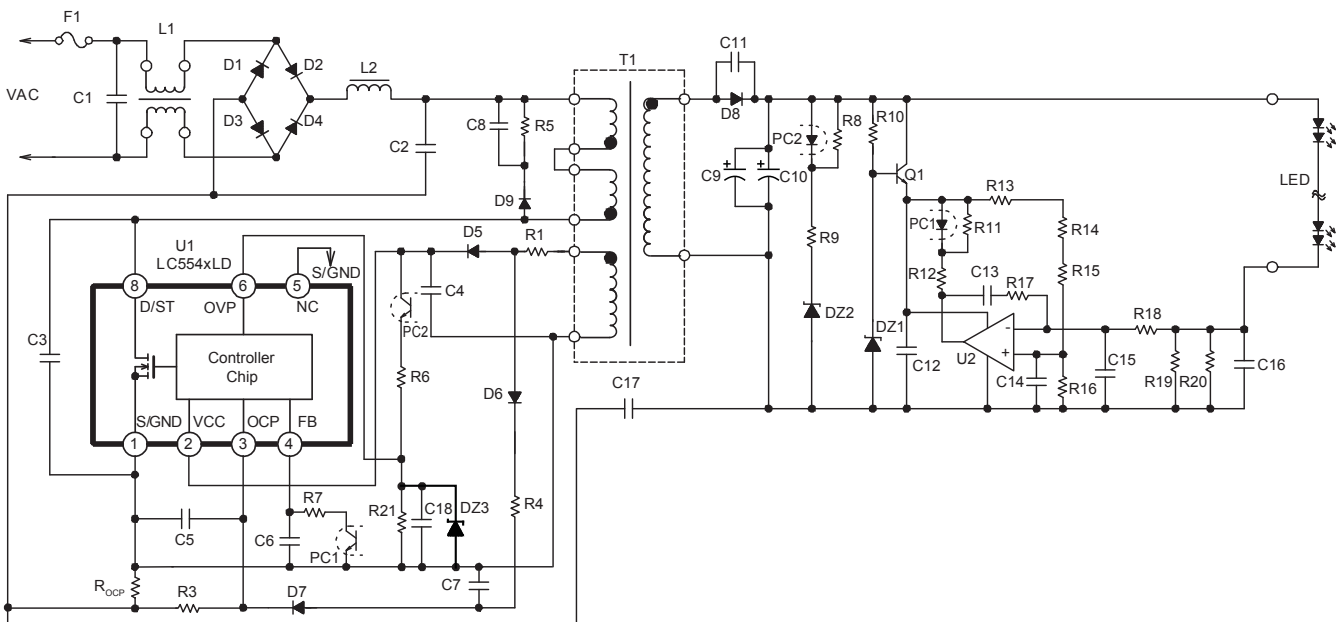 F1
L1
T1
C11
D1
D2
L2
VAC
C1
D8
R10
C8
R5
PC2
R8
D3
D4
C2
C9
C10
Q1
LED
D9
R13
PC1
R11
R14
U1
D5
R1
R9
LC554xLD
S/GND
R12
C13
R17
R15
8
6
5
D/ST
OVP
NC
C4
PC2
DZ2
R18
DZ1
-
+
C3
Controller
Chip
R6
D6
C12
U2
C14
R16
C15
R19
R20
C16
C17
S/GND
VCC
OCP
FB
1
2
3
4
R7
R21
C18
DZ3
R4
C5
C6
PC1
ROCP
R3
D7
C7
+
+